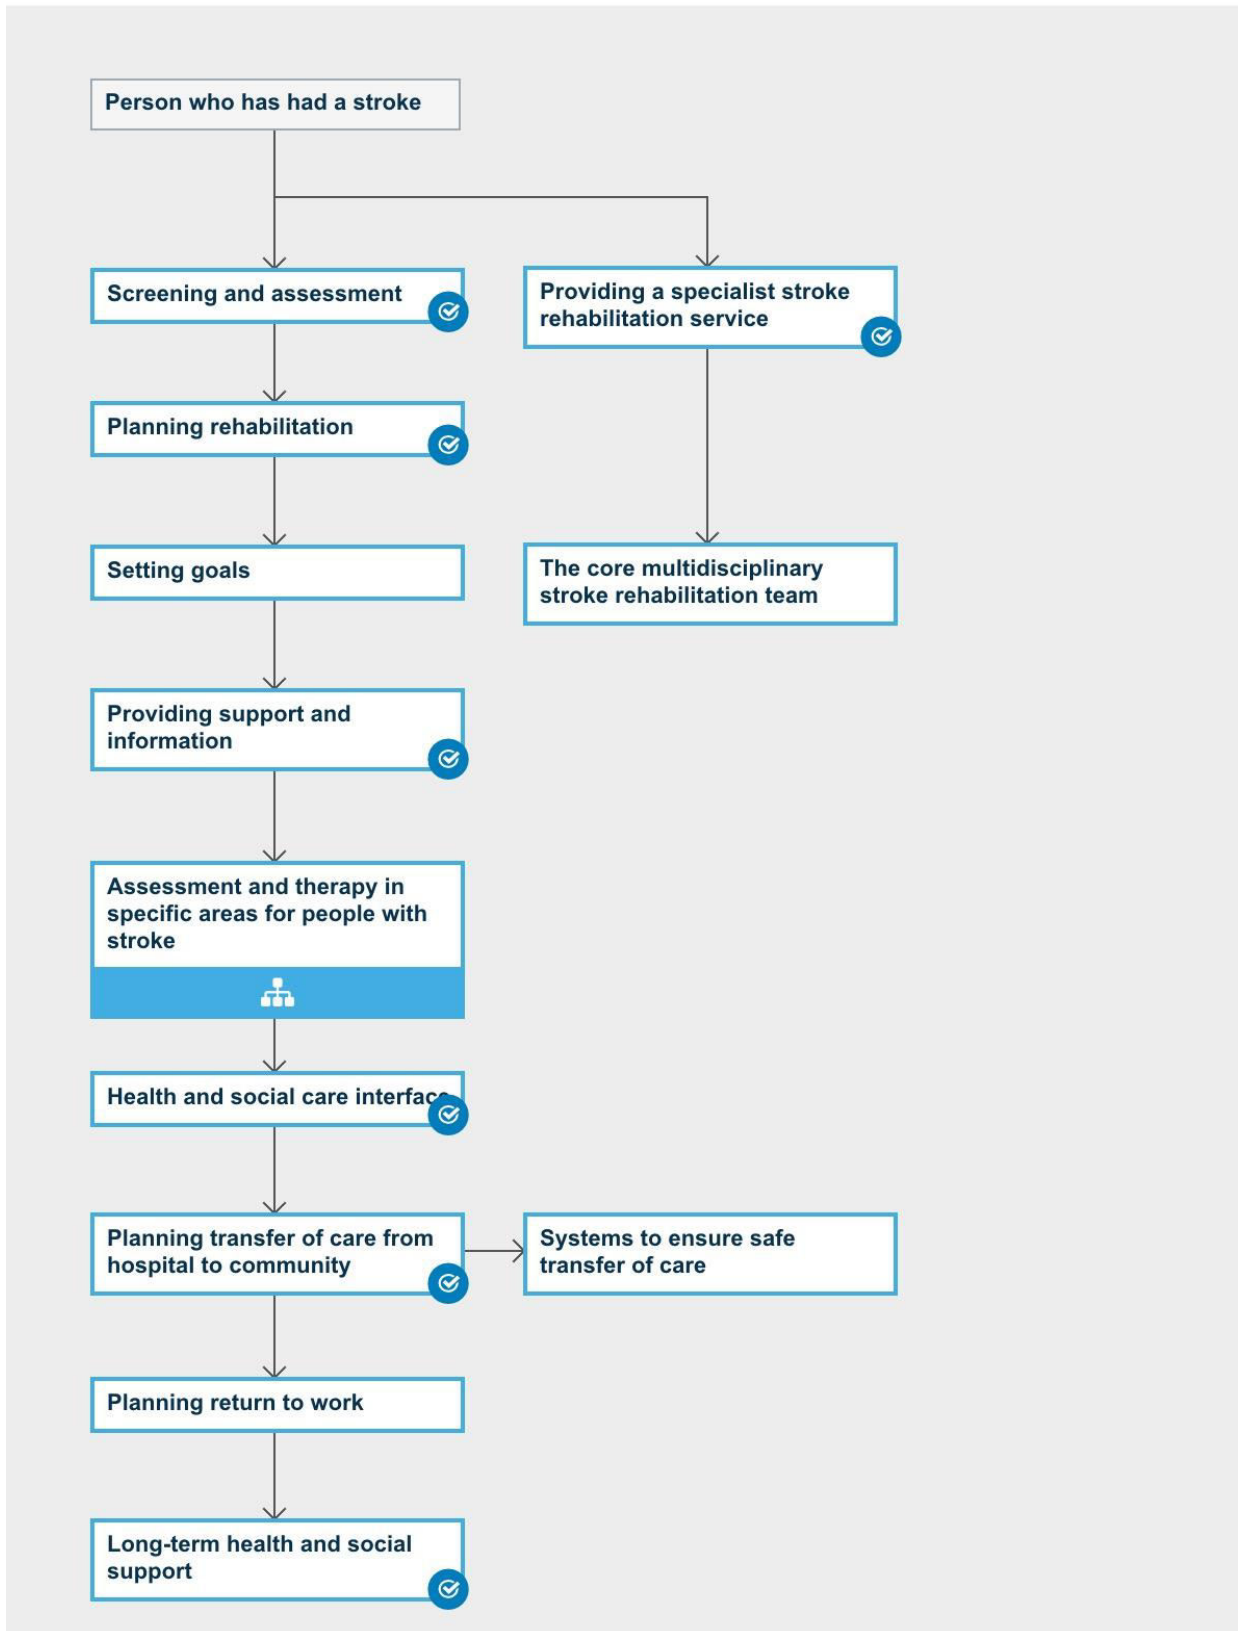 Person who has had a stroke
Screening and assessment
Providing a specialist stroke
rehabilitation service
Planning rehabilitation
Setting goals
The core multidisciplinary
stroke rehabilitation team
Providing support and
information
Assessment and therapy in
specific areas for people with
stroke
Health and social care interface
Planning transfer of care from
hospital to community
Systems to ensure safe
transfer of care
Planning return to work
Long-term health and social
support